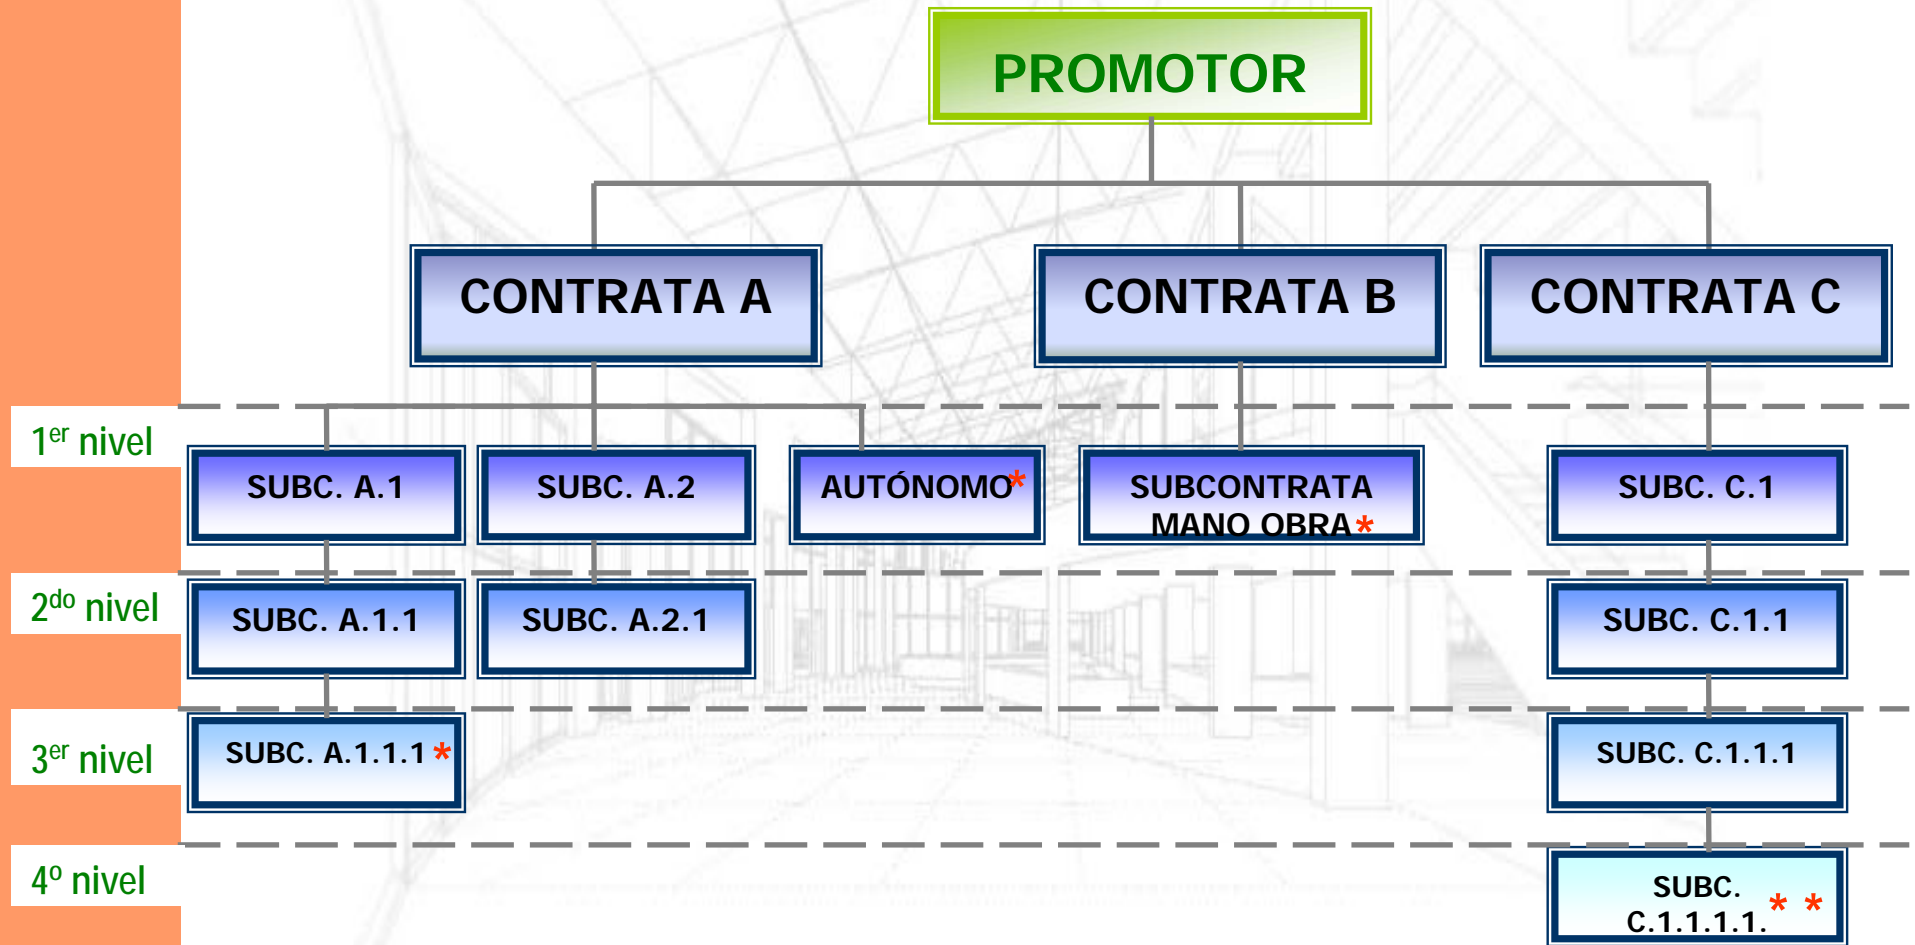 PROMOTOR
CONTRATA A
CONTRATA B
CONTRATA C
1er nivel
SUBC. A.1
SUBC. A.2
AUTÓNOMO*
SUBCONTRATA
MANO OBRA*
SUBC. C.1
2do nivel
SUBC. A.1.1
SUBC. A.2.1
SUBC. C.1.1
3er nivel
SUBC. A.1.1.1 *
SUBC. C.1.1.1
4º nivel
SUBC.
C.1.1.1.1. * *